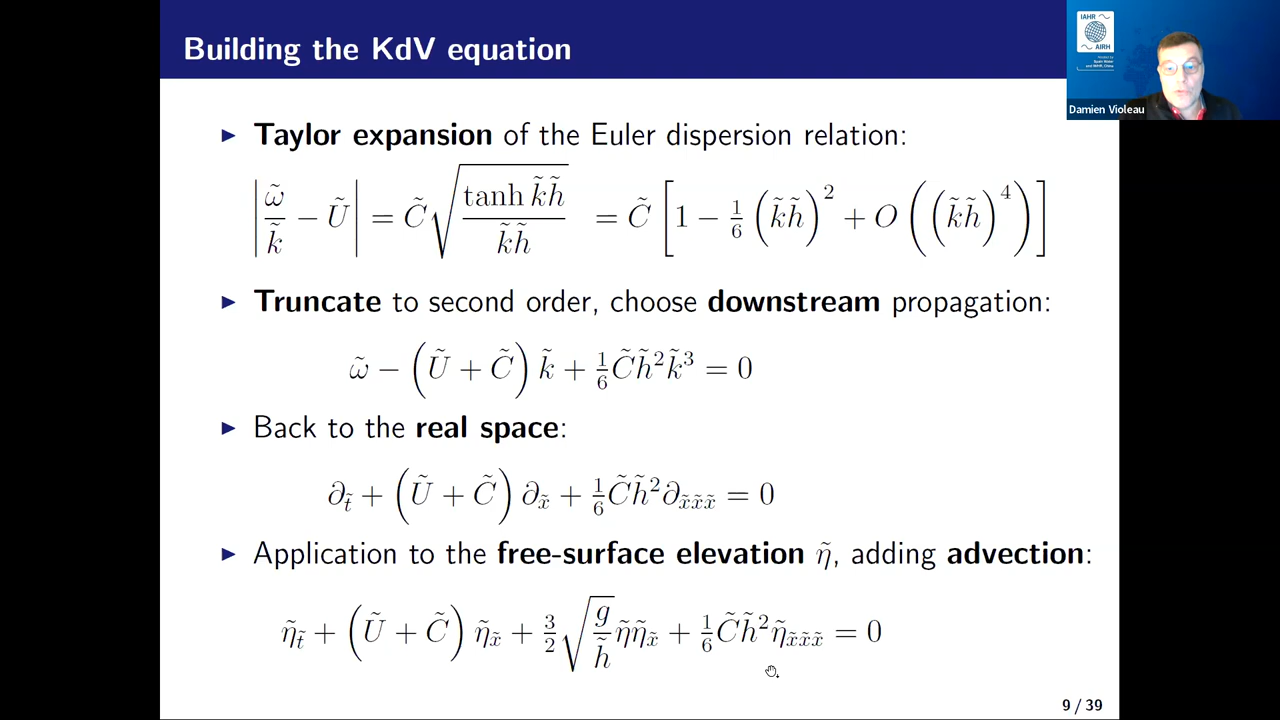 Building the KdV equation
IAHR
AIRH
Damien Violeau
▶ Taylor expansion of the Euler dispersion relation:
|ω̃/k̃ − Ũ| = C̃√(tanh k̃h̃ / k̃h̃) = C̃[1 − 1/6 (k̃h̃)² + O((k̃h̃)⁴)]
▶ Truncate to second order, choose downstream propagation:
ω̃ − (Ũ + C̃) k̃ + 1/6 C̃h̃²k̃³ = 0
▶ Back to the real space:
∂_t̃ + (Ũ + C̃) ∂_x̃ + 1/6 C̃h̃²∂_x̃x̃x̃ = 0
▶ Application to the free-surface elevation η̃, adding advection:
η̃_t̃ + (Ũ + C̃) η̃_x̃ + 3/2 √(g/h̃) η̃η̃_x̃ + 1/6 C̃h̃²η̃_x̃x̃x̃ = 0
9 / 39